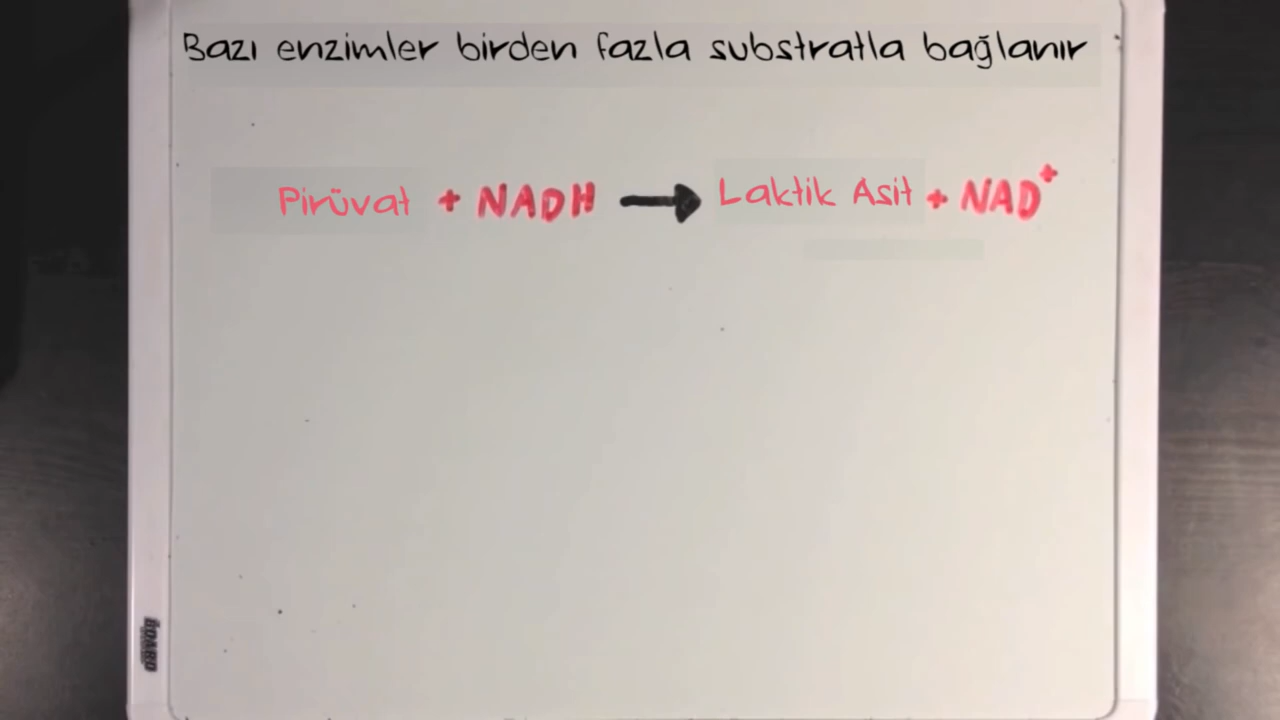 Bazı enzimler birden fazla substratla bağlanır
Pirüvat + NADH → Laktik Asit + NAD⁺